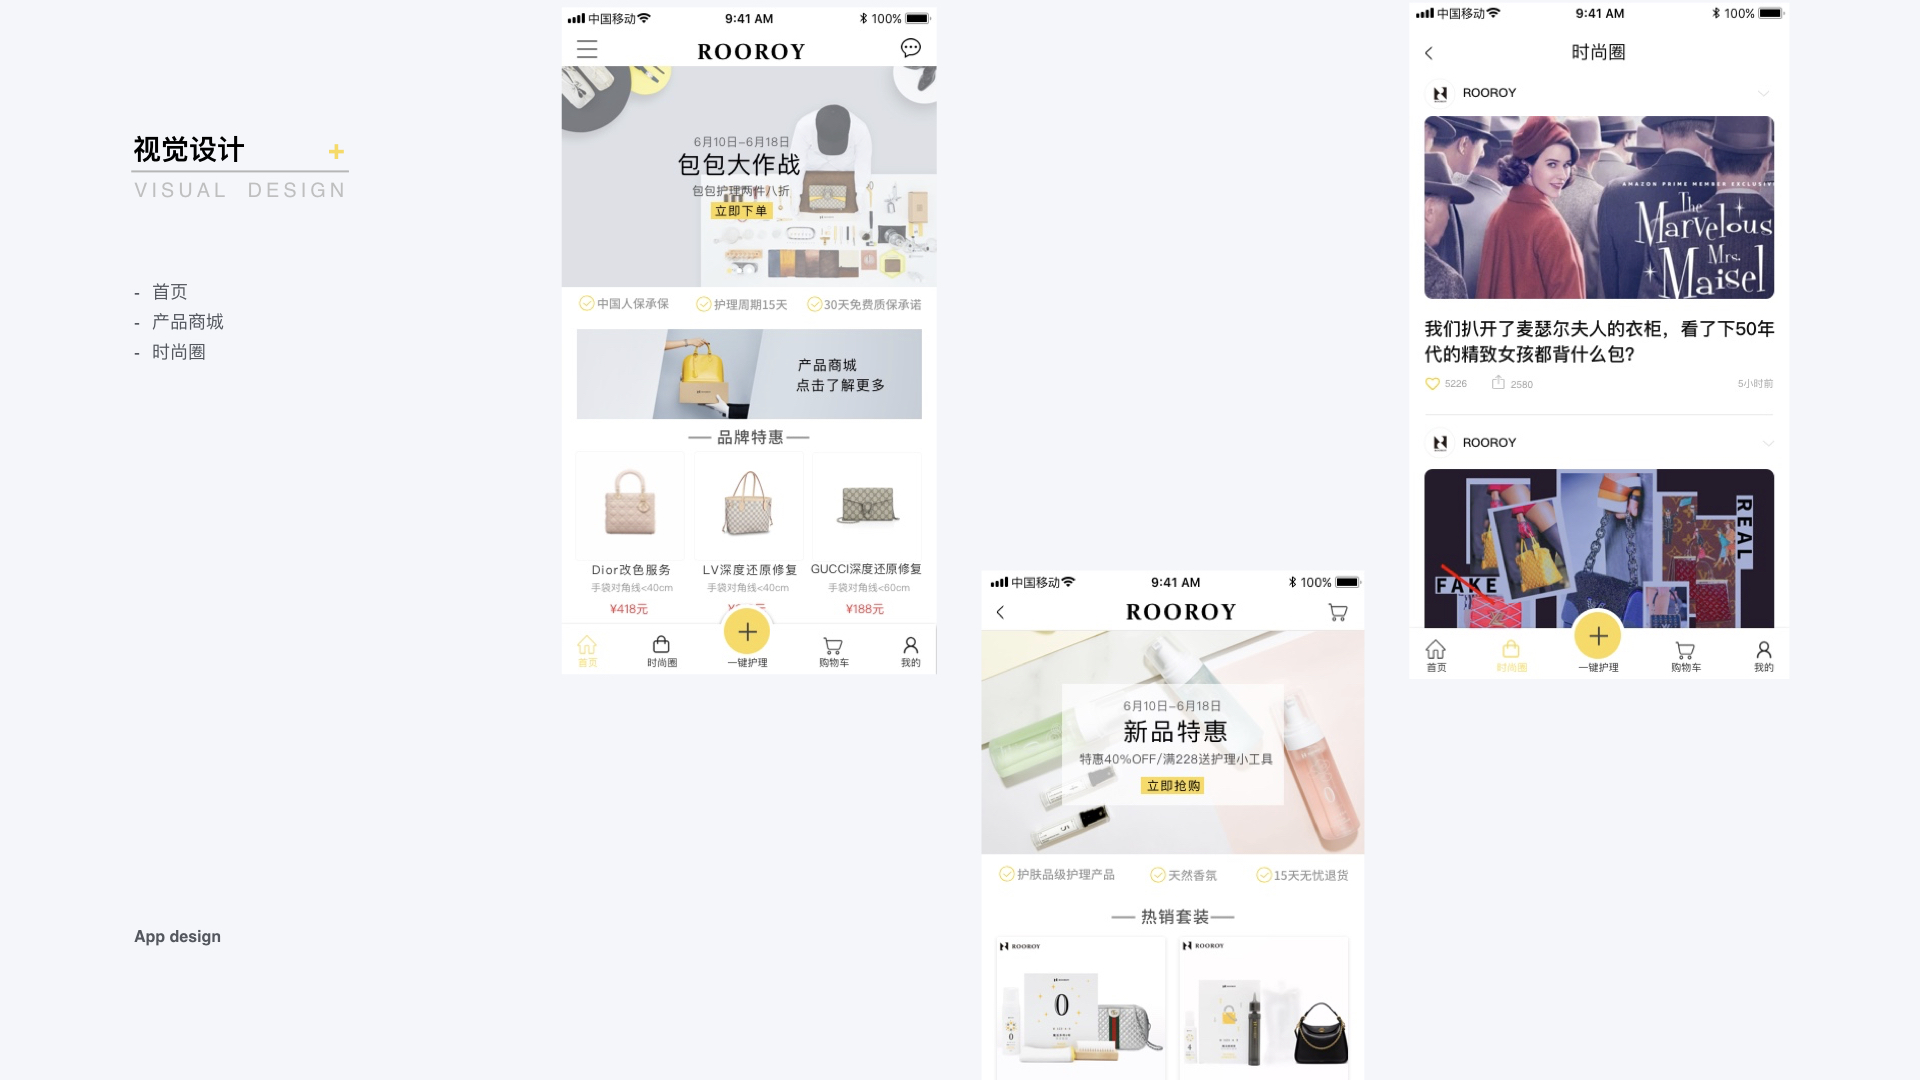 视觉设计
VISUAL DESIGN
- 首页
- 产品商城
- 时尚圈
App design
中国移动 9:41 AM 100%
ROOROY
6月10日-6月18日
包包大作战
包包护理两件八折
立即下单
中国人保承保 护理周期15天 30天免费质保承诺
产品商城
点击了解更多
品牌特惠
Dior改色服务 LV深度还原修复 GUCCI深度还原修复
手袋对角线<40cm 手袋对角线<40cm 手袋对角线<60cm
¥418元 ¥188元
首页 时尚圈 一键护理 购物车 我的
中国移动 9:41 AM 100%
ROOROY
6月10日-6月18日
新品特惠
特惠40%OFF/满228送护理小工具
立即抢购
护肤品级护理产品 天然香氛 15天无忧退货
热销套装
ROOROY ROOROY
0
0 4
中国移动 9:41 AM 100%
时尚圈
ROOROY
AMAZON PRIME MEMBER EXCLUSIV
The
Marvelous
Mrs.
Maisel
我们扒开了麦瑟尔夫人的衣柜，看了下50年
代的精致女孩都背什么包?
5226 2580 5小时前
ROOROY
REAL
FAKE
首页 时尚圈 一键护理 购物车 我的